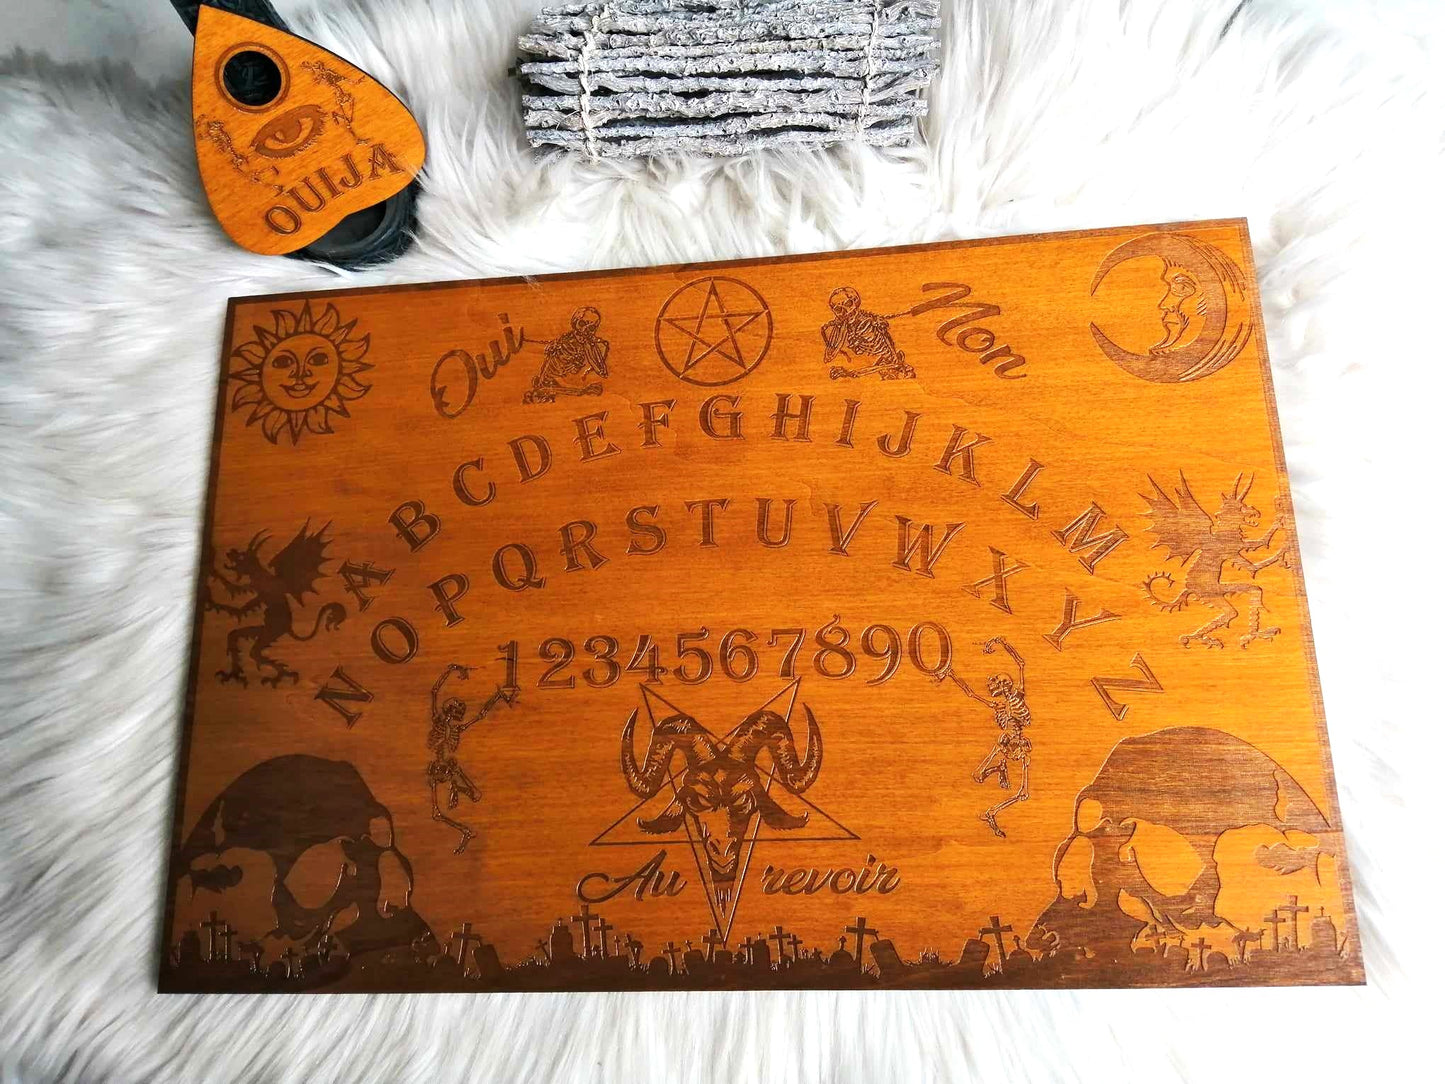 OUIJA
Oui Non
ABCDEFGHIJKLM
NOPQRSTUVWXYZ
1234567890
Au revoir